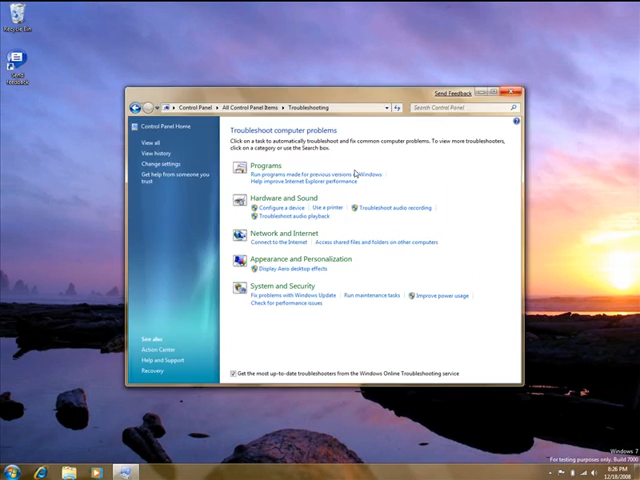 Recycle Bin
Send Feedback
Send Feedback
Control Panel
All Control Panel Items
Troubleshooting
Search Control Panel
Control Panel Home
View all
View history
Change settings
Get help from someone you
trust
See also
Action Center
Help and Support
Recovery
Troubleshoot computer problems
Click on a task to automatically troubleshoot and fix common computer problems. To view more troubleshooters,
click on a category or use the Search box.
Programs
Run programs made for previous versions of Windows
Help improve Internet Explorer performance
Hardware and Sound
Configure a device
Use a printer
Troubleshoot audio recording
Troubleshoot audio playback
Network and Internet
Connect to the Internet
Access shared files and folders on other computers
Appearance and Personalization
Display Aero desktop effects
System and Security
Fix problems with Windows Update
Run maintenance tasks
Improve power usage
Check for performance issues
Get the most up-to-date troubleshooters from the Windows Online Troubleshooting service
Windows 7
For testing purposes only. Build 7000
8:26 PM
12/18/2008